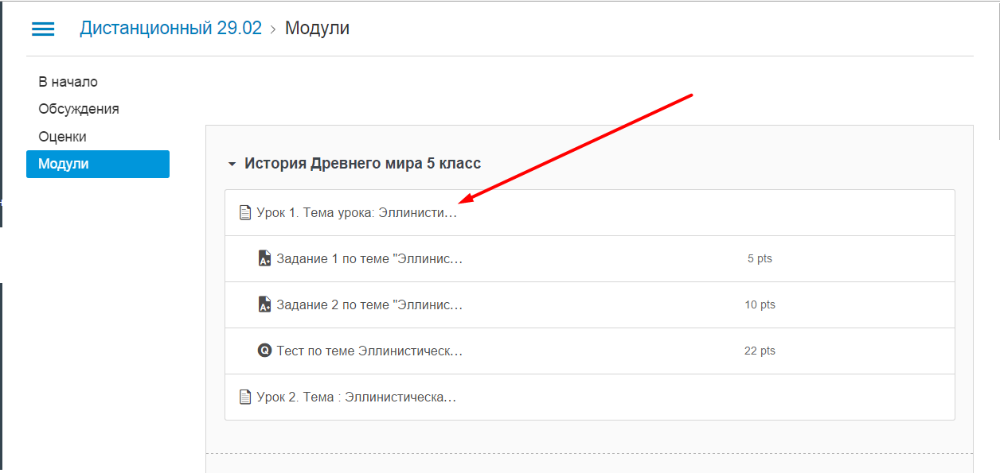 Дистанционный 29.02 > Модули
В начало
Обсуждения
Оценки
Модули
История Древнего мира 5 класс
Урок 1. Тема урока: Эллинисти...
Задание 1 по теме "Эллинис... 5 pts
Задание 2 по теме "Эллинис... 10 pts
Тест по теме Эллинистическ... 22 pts
Урок 2. Тема : Эллинистическа...